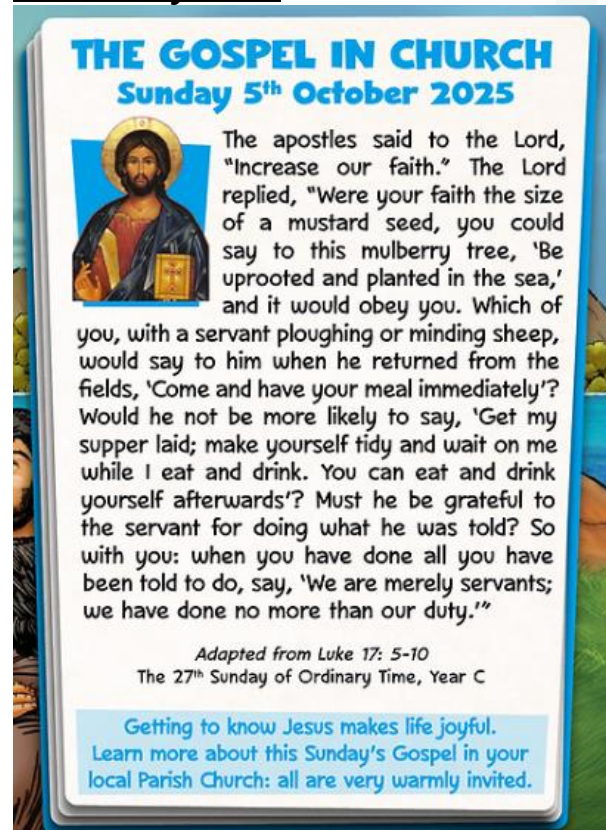 THE GOSPEL IN CHURCH
Sunday 5th October 2025
The apostles said to the Lord,
"Increase our faith." The Lord
replied, "Were your faith the size
of a mustard seed, you could
say to this mulberry tree, 'Be
uprooted and planted in the sea,'
and it would obey you. Which of
you, with a servant ploughing or minding sheep,
would say to him when he returned from the
fields, 'Come and have your meal immediately'?
Would he not be more likely to say, 'Get my
supper laid; make yourself tidy and wait on me
while I eat and drink. You can eat and drink
yourself afterwards'? Must he be grateful to
the servant for doing what he was told? So
with you: when you have done all you have
been told to do, say, 'We are merely servants;
we have done no more than our duty.'"
Adapted from Luke 17: 5-10
The 27th Sunday of Ordinary Time, Year C
Getting to know Jesus makes life joyful.
Learn more about this Sunday's Gospel in your
local Parish Church: all are very warmly invited.